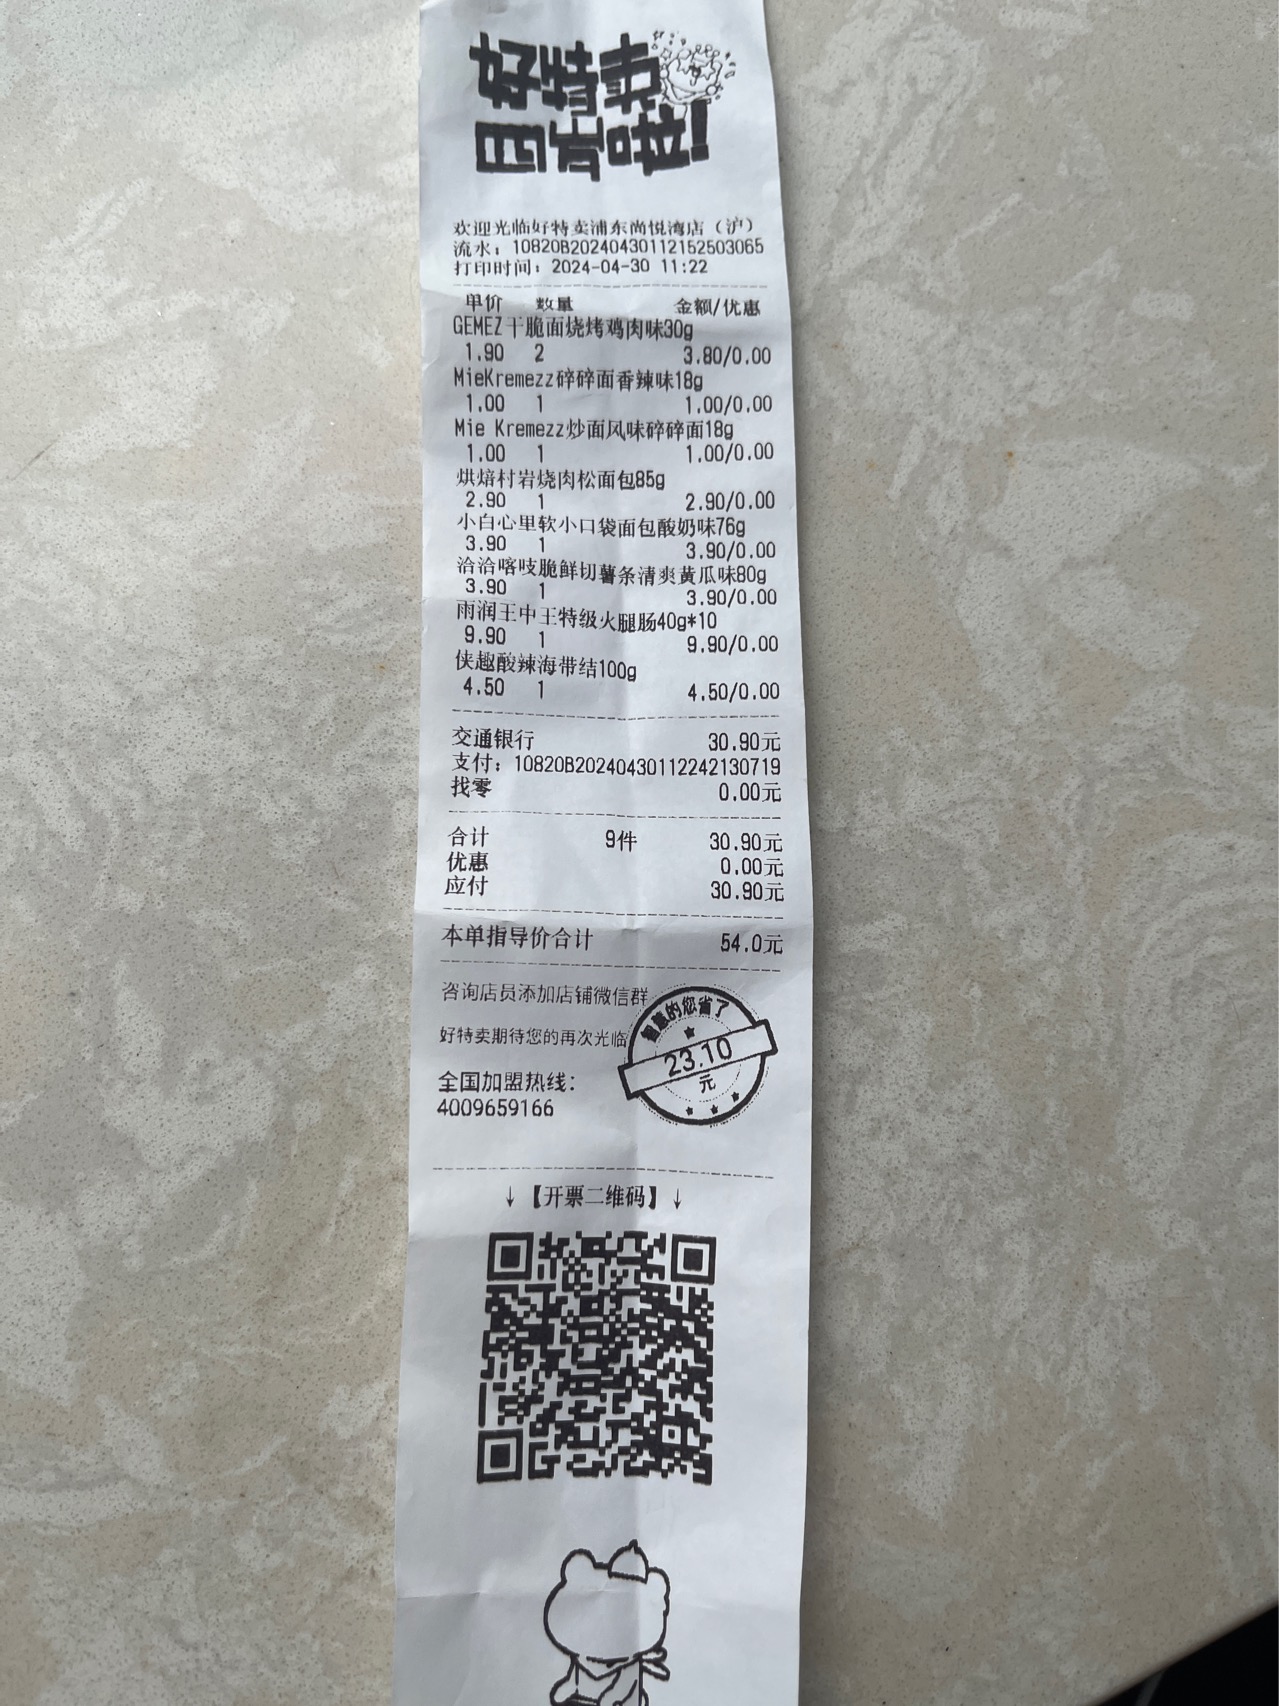 好特卖
欢迎光临好特卖浦东尚悦湾店（沪）
流水：10820B20240430112152503065
打印时间：2024-04-30 11:22
单价 数量 金额/优惠
GEMEZ干脆面烧烤鸡肉味30g
1.90 2 3.80/0.00
MieKremezz碎碎面香辣味18g
1.00 1 1.00/0.00
Mie Kremezz炒面风味碎碎面18g
1.00 1 1.00/0.00
烘焙村岩烧肉松面包85g
2.90 1 2.90/0.00
小白心里软小口袋面包酸奶味76g
3.90 1 3.90/0.00
洽洽喀吱脆鲜切薯条清爽黄瓜味80g
3.90 1 3.90/0.00
雨润王中王特级火腿肠40g*10
9.90 1 9.90/0.00
侠趣酸辣海带结100g
4.50 1 4.50/0.00
交通银行 30.90元
支付：10820B20240430112242130719
找零 0.00元
合计 9件 30.90元
优惠 0.00元
应付 30.90元
本单指导价合计 54.0元
咨询店员添加店铺微信群
好特卖期待您的再次光临
智慧的您省了
23.10
元
全国加盟热线：
4009659166
↓【开票二维码】↓